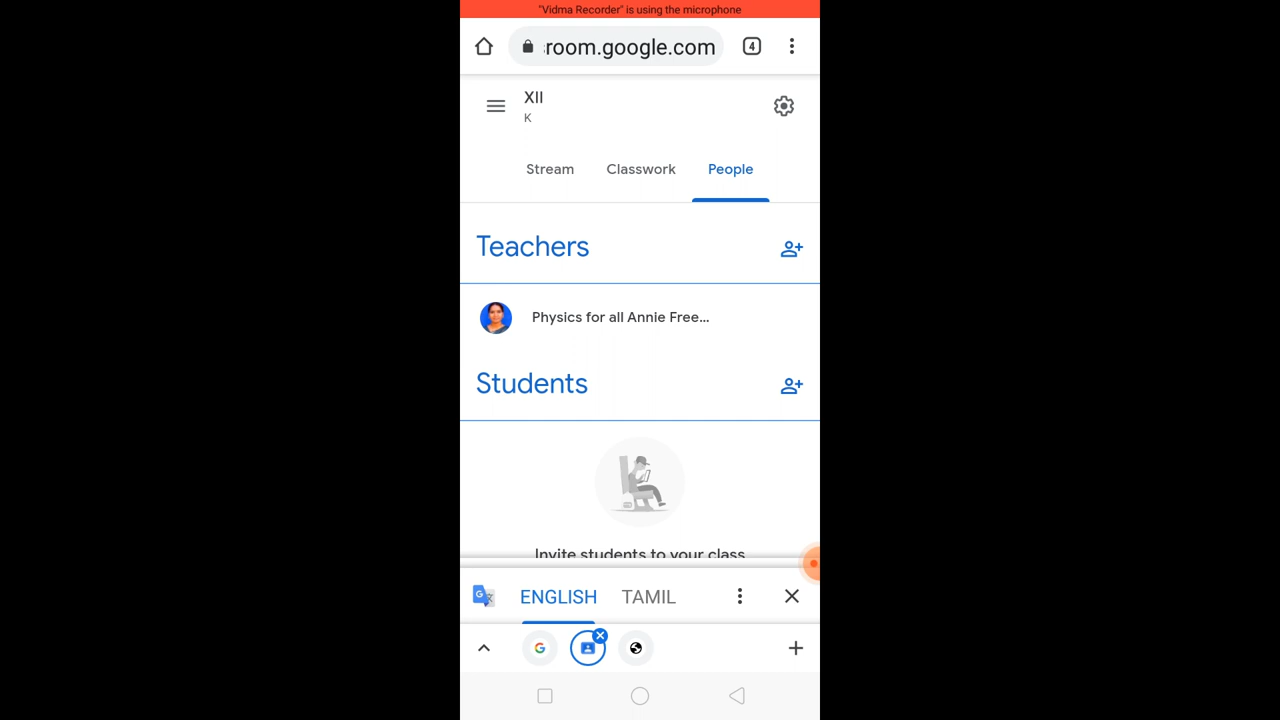 "Vidma Recorder" is using the microphone
room.google.com
4
XII
K
Stream
Classwork
People
Teachers
Physics for all Annie Free...
Students
Invite students to your class
ENGLISH
TAMIL